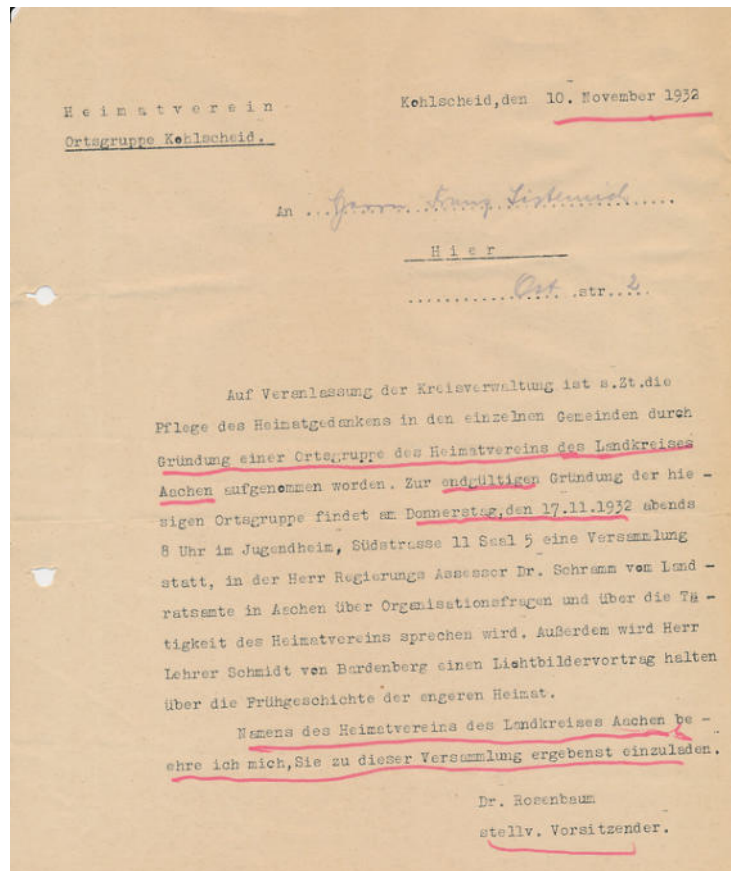 Heimatverein
Ortsgruppe Kohlscheid.
Kohlscheid,den 10. November 1932
An ... Herrn Franz ...
Hier
Ost .str. 2.
Auf Veranlassung der Kreisverwaltung ist s.Zt.die
Pflege des Heimatgedankens in den einzelnen Gemeinden durch
Gründung einer Ortsgruppe des Heimatvereins des Landkreises
Aachen aufgenommen worden. Zur endgültigen Gründung der hie -
sigen Ortsgruppe findet am Donnerstag,den 17.11.1932 abends
8 Uhr im Jugendheim, Südstrasse 11 Saal 5 eine Versammlung
statt, in der Herr Regierungs Assessor Dr. Schramm vom Land -
ratsamte in Aachen über Organisationsfragen und über die Tä -
tigkeit des Heimatvereins sprechen wird. Außerdem wird Herr
Lehrer Schmidt von Bardenberg einen Lichtbildervortrag halten
über die Frühgeschichte der engeren Heimat.
Namens des Heimatvereins des Landkreises Aachen be -
ehre ich mich,Sie zu dieser Versammlung ergebenst einzuladen.
Dr. Rosenbaum
stellv. Vorsitzender.